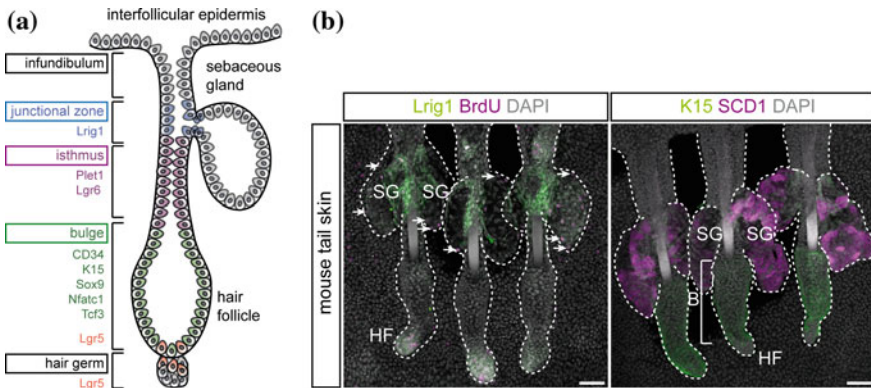 (a)
interfollicular epidermis
infundibulum
sebaceous
gland
junctional zone
Lrig1
isthmus
Plet1
Lgr6
bulge
CD34
K15
Sox9
Nfatc1
Tcf3
Lgr5
hair
follicle
hair germ
Lgr5
(b)
Lrig1 BrdU DAPI
K15 SCD1 DAPI
mouse tail skin
SG SG
HF
SG SG
B
HF